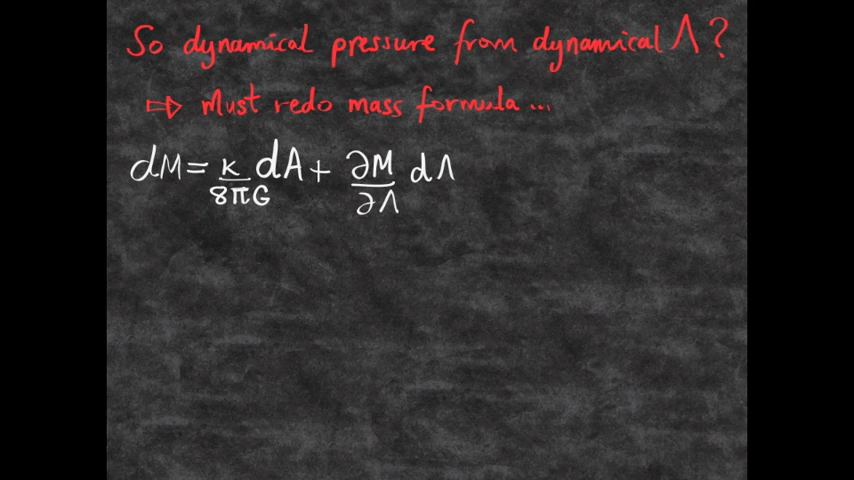 So dynamical pressure from dynamical Λ?
⇨ Must redo mass formula...
dM = κ/8πG dA + ∂M/∂Λ dΛ